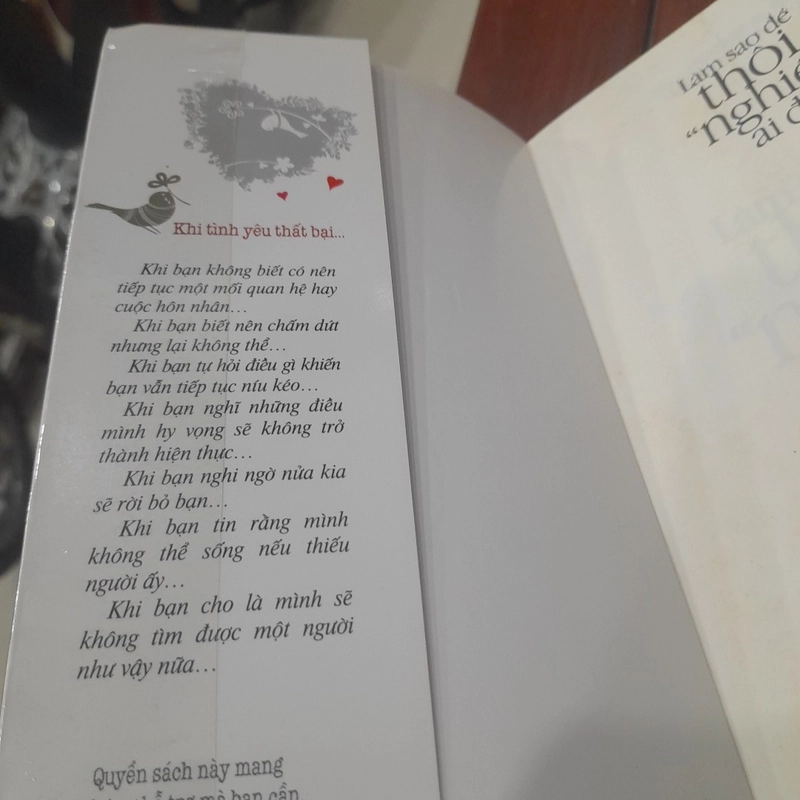 Khi tình yêu thất bại...
Khi bạn không biết có nên
tiếp tục một mối quan hệ hay
cuộc hôn nhân...
Khi bạn biết nên chấm dứt
nhưng lại không thể...
Khi bạn tự hỏi điều gì khiến
bạn vẫn tiếp tục níu kéo...
Khi bạn nghĩ những điều
mình hy vọng sẽ không trở
thành hiện thực...
Khi bạn nghi ngờ nửa kia
sẽ rời bỏ bạn...
Khi bạn tin rằng mình
không thể sống nếu thiếu
người ấy...
Khi bạn cho là mình sẽ
không tìm được một người
như vậy nữa...
Quyển sách này mang
mà bạn cần
Làm sao để
thôi
"nghiệ
ai đ